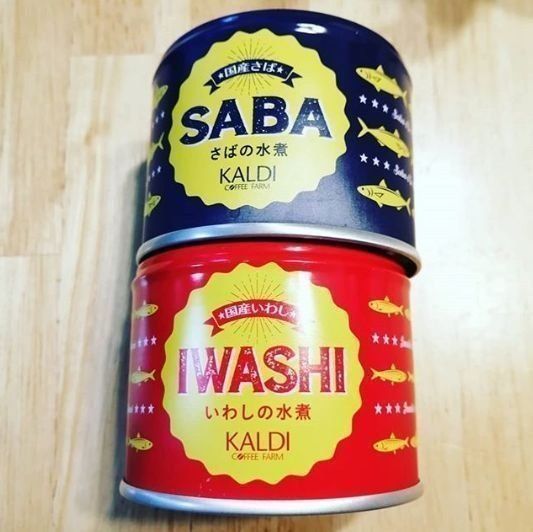 ★国産さば★
SABA
さばの水煮
KALDI
COFFEE FARM
★国産いわし★
IWASHI
いわしの水煮
KALDI
COFFEE FARM